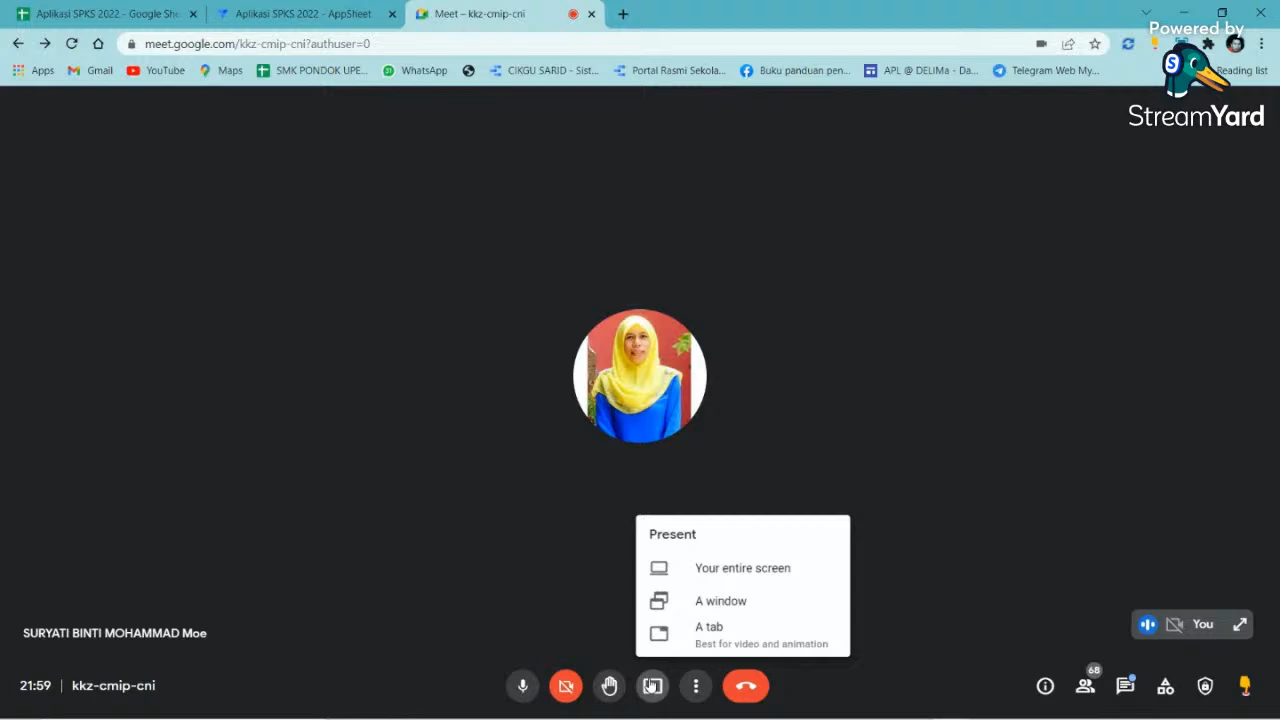 Aplikasi SPKS 2022 - Google She
Aplikasi SPKS 2022 - AppSheet
Meet – kkz-cmip-cni
meet.google.com/kkz-cmip-cni?authuser=0
Powered by
StreamYard
Apps
Gmail
YouTube
Maps
SMK PONDOK UPE...
WhatsApp
CIKGU SARID - Sist...
Portal Rasmi Sekola...
Buku panduan pen...
APL @ DELIMa - Da...
Telegram Web My...
Reading list
Present
Your entire screen
A window
A tab
Best for video and animation
SURYATI BINTI MOHAMMAD Moe
You
21:59 | kkz-cmip-cni
68